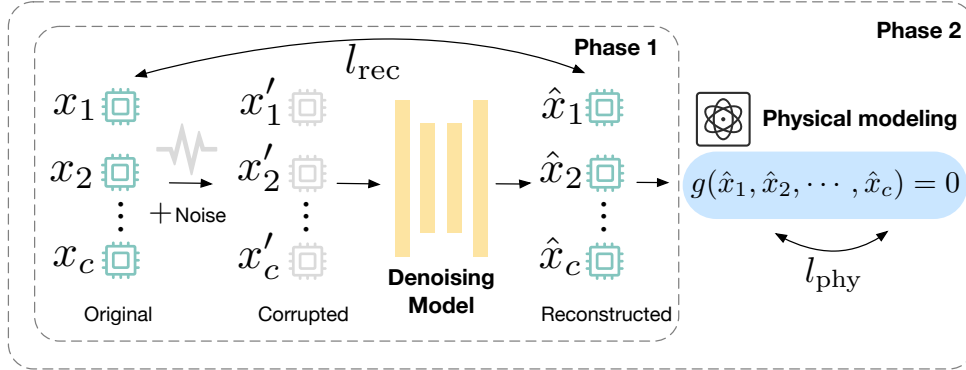 Phase 2
Phase 1
l_rec
x_1 x'_1 x̂_1
Physical modeling
x_2 x'_2 x̂_2
g(x̂_1, x̂_2, ⋯ , x̂_c) = 0
+Noise
x_c x'_c x̂_c
Denoising
Model
l_phy
Original Corrupted Reconstructed